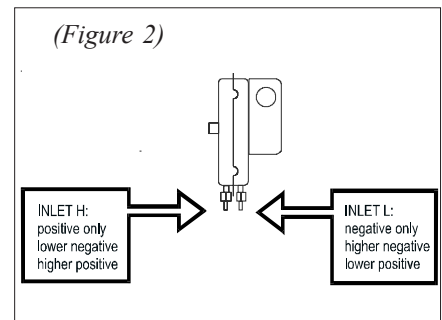 (Figure 2)
INLET H:
positive only
lower negative
higher positive
INLET L:
negative only
higher negative
lower positive